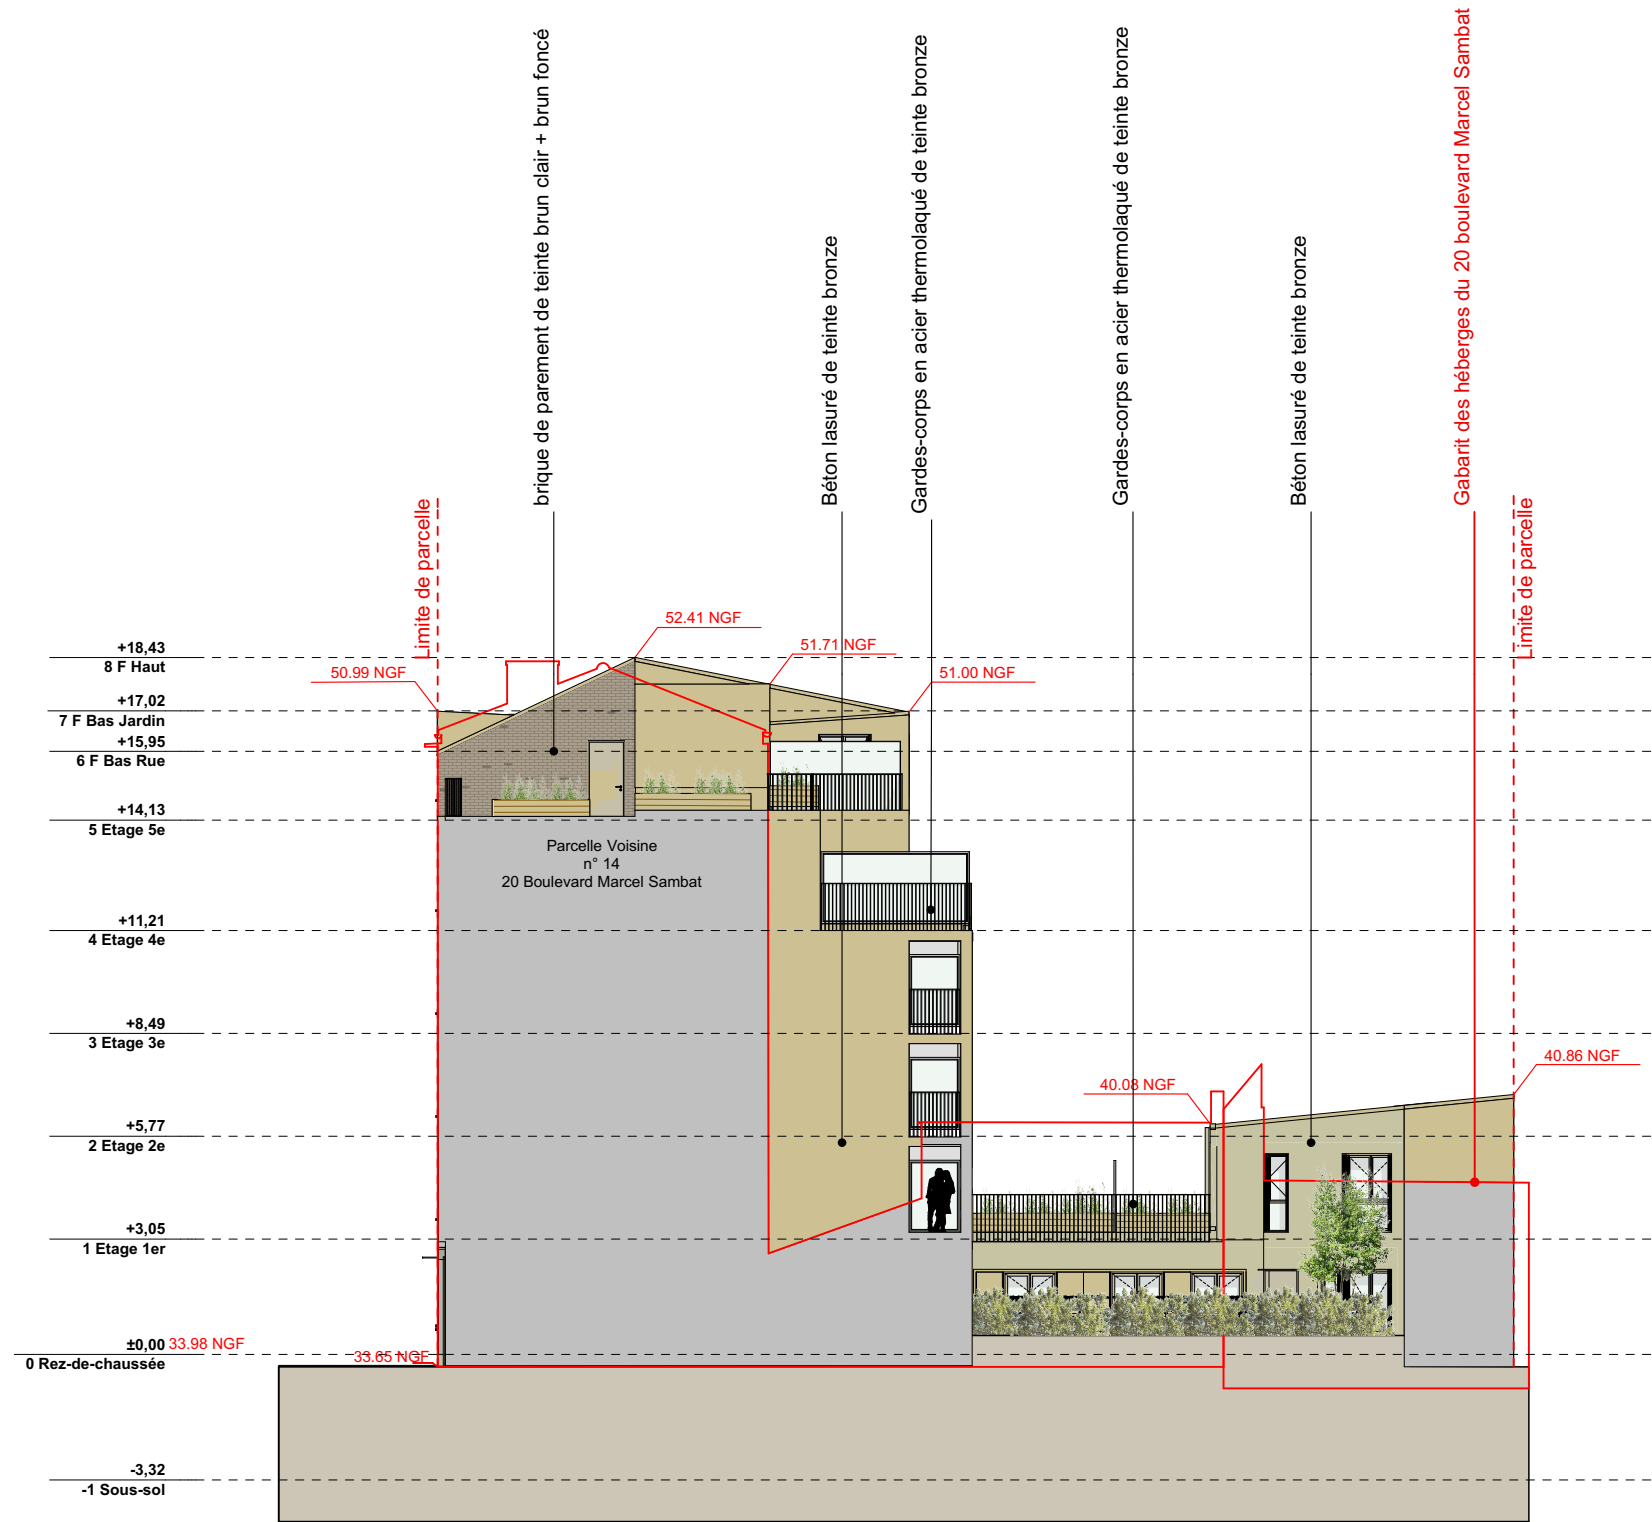 brique de parement de teinte brun clair + brun foncé
Béton lasuré de teinte bronze
Gardes-corps en acier thermolaqué de teinte bronze
Gardes-corps en acier thermolaqué de teinte bronze
Béton lasuré de teinte bronze
Gabarit des héberges du 20 boulevard Marcel Sambat
Limite de parcelle
Limite de parcelle
52.41 NGF
51.71 NGF
50.99 NGF
51.00 NGF
+18,43
8 F Haut
+17,02
7 F Bas Jardin
+15,95
6 F Bas Rue
+14,13
5 Etage 5e
Parcelle Voisine
n° 14
20 Boulevard Marcel Sambat
+11,21
4 Etage 4e
+8,49
3 Etage 3e
40.86 NGF
40.08 NGF
+5,77
2 Etage 2e
+3,05
1 Etage 1er
±0,00 33.98 NGF
0 Rez-de-chaussée
33.65 NGF
-3,32
-1 Sous-sol